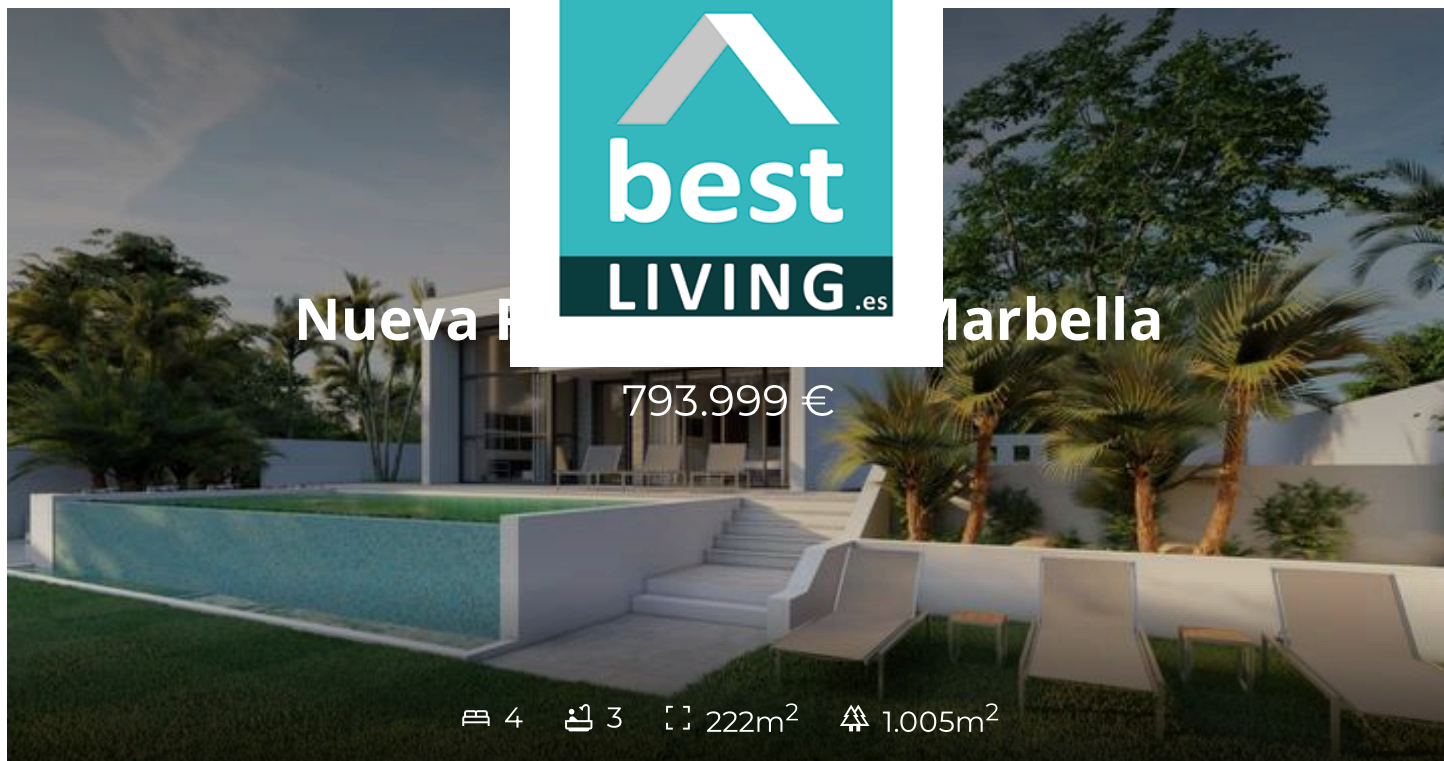 best
LIVING.es
Nueva Marbella
793.999 €
4 3 222m² 1.005m²